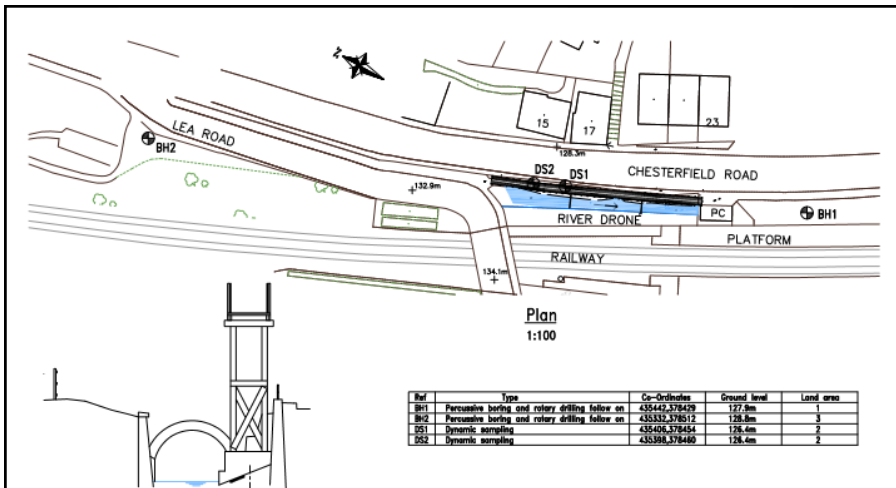 N
LEA ROAD
BH2
15
17
23
128.3m
CHESTERFIELD ROAD
DS2 DS1
132.9m
RIVER DRONE
PC
BH1
PLATFORM
RAILWAY
134.1m
Plan
1:100
Ref Type Co-Ordinates Ground level Land area
BH1 Percussive boring and rotary drilling follow on 435442,378429 127.9m 1
BH2 Percussive boring and rotary drilling follow on 435332,378512 128.8m 3
DS1 Dynamic sampling 435406,378454 126.4m 2
DS2 Dynamic sampling 435398,378460 126.4m 2